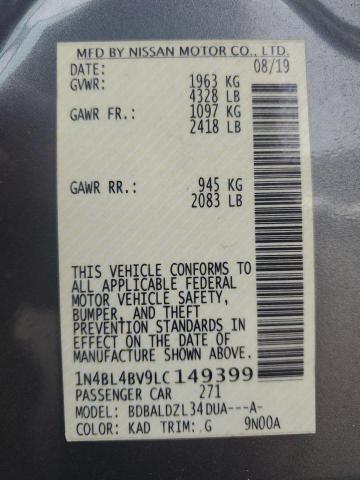 MFD BY NISSAN MOTOR CO., LTD.
DATE: 08/19
GVWR: 1963 KG
4328 LB
GAWR FR.: 1097 KG
2418 LB
GAWR RR.: 945 KG
2083 LB
THIS VEHICLE CONFORMS TO
ALL APPLICABLE FEDERAL
MOTOR VEHICLE SAFETY,
BUMPER, AND THEFT
PREVENTION STANDARDS IN
EFFECT ON THE DATE OF
MANUFACTURE SHOWN ABOVE.
1N4BL4BV9LC149399
PASSENGER CAR 271
MODEL: BDBALDZL34DUA---A-
COLOR: KAD TRIM: G 9N00A